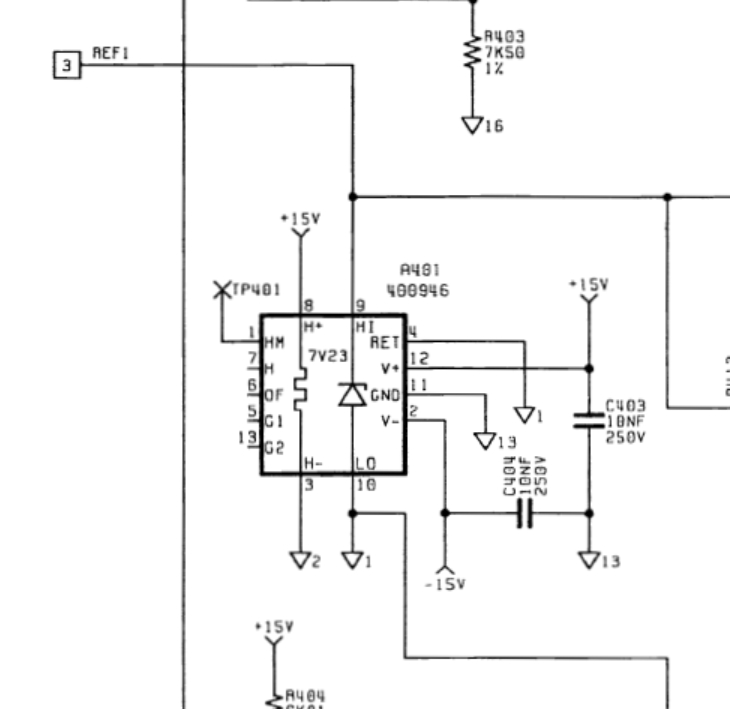 R403
7K50
1%
16
3
REF1
+15V
A401
400946
+15V
TP401
8
9
H+
HI
1
HM
RET
4
7
H
7V23
V+
12
6
OF
GND
11
5
G1
V-
2
13
G2
H-
LO
3
10
1
13
C403
10NF
250V
C404
10NF
250V
2
1
-15V
13
+15V
R404